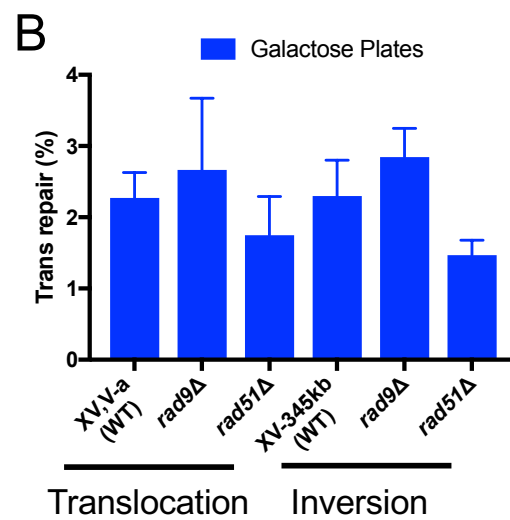 B
Galactose Plates
Trans repair (%)
4
3
2
1
0
XV,V-a
(WT)
rad9Δ
rad51Δ
XV-345kb
(WT)
rad9Δ
rad51Δ
Translocation
Inversion